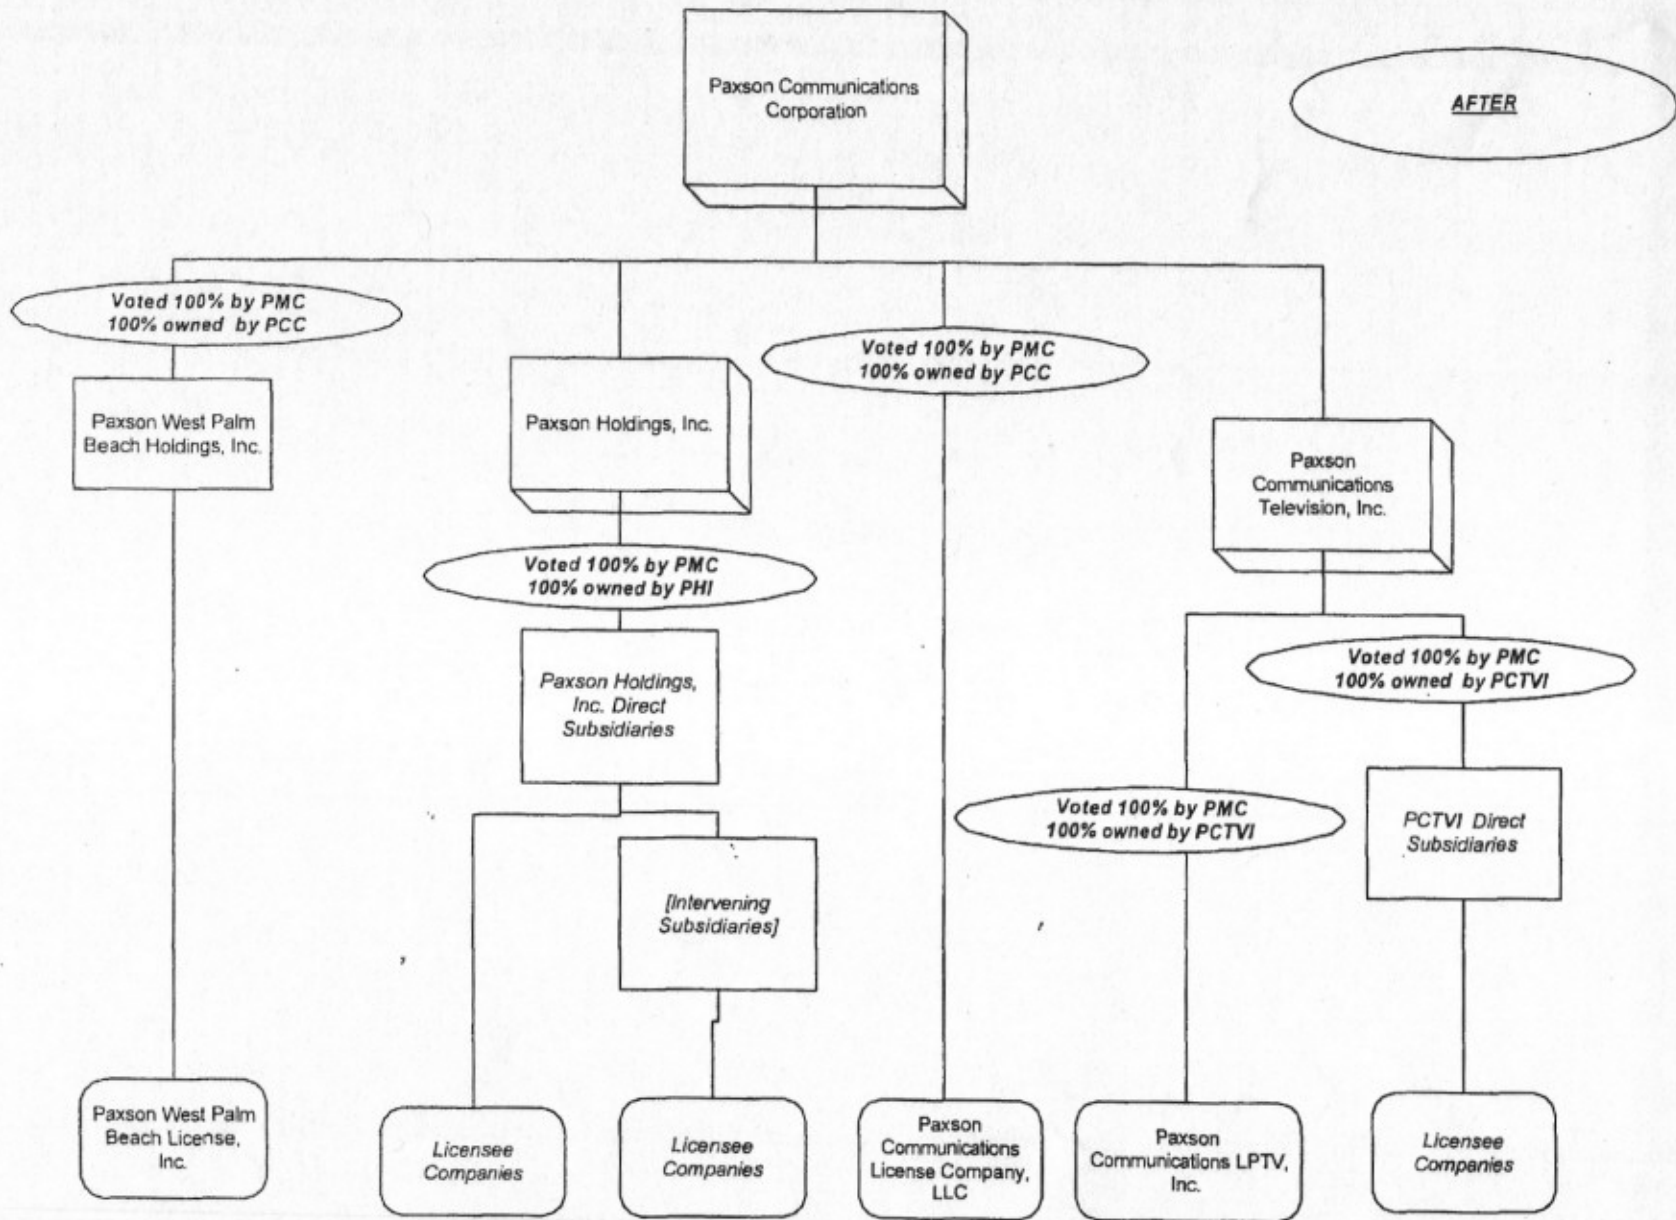 Paxson Communications
Corporation
AFTER
Voted 100% by PMC
100% owned by PCC
Voted 100% by PMC
100% owned by PCC
Paxson West Palm
Beach Holdings, Inc.
Paxson Holdings, Inc.
Paxson
Communications
Television, Inc.
Voted 100% by PMC
100% owned by PHI
Voted 100% by PMC
100% owned by PCTVI
Paxson Holdings,
Inc. Direct
Subsidiaries
Voted 100% by PMC
100% owned by PCTVI
PCTVI Direct
Subsidiaries
[Intervening
Subsidiaries]
Paxson West Palm
Beach License,
Inc.
Licensee
Companies
Licensee
Companies
Paxson
Communications
License Company,
LLC
Paxson
Communications LPTV,
Inc.
Licensee
Companies